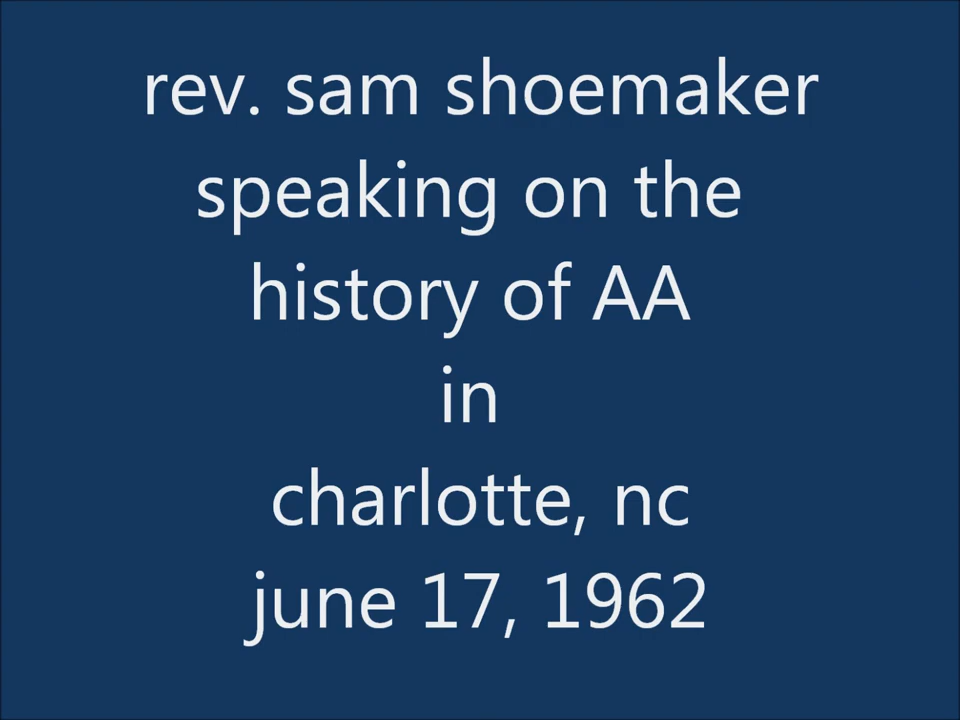 rev. sam shoemaker
speaking on the
history of AA
in
charlotte, nc
june 17, 1962